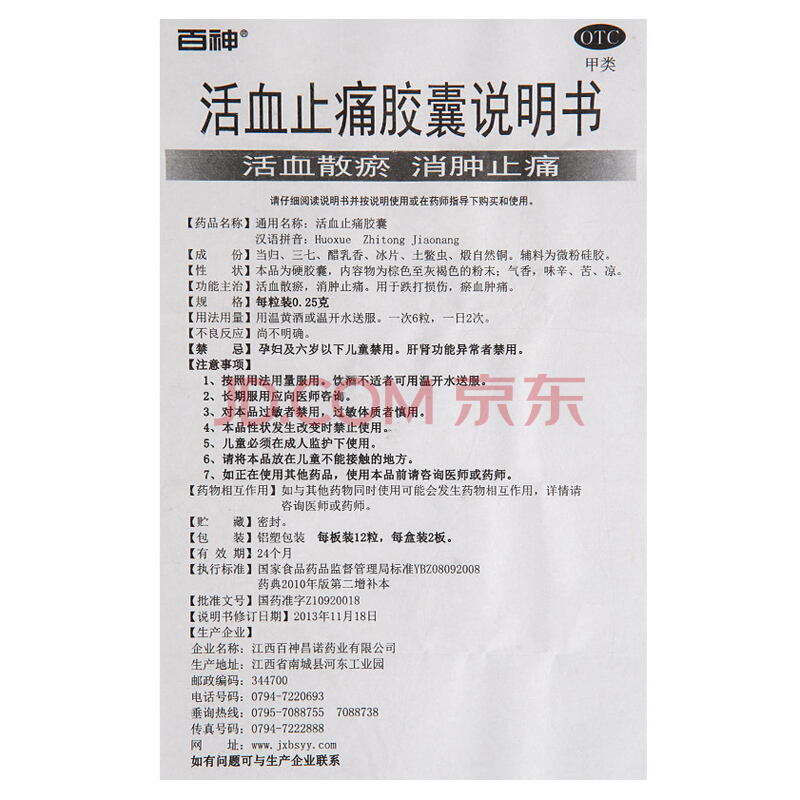 百神®
OTC
甲类
活血止痛胶囊说明书
活血散瘀 消肿止痛
请仔细阅读说明书并按说明使用或在药师指导下购买和使用。
【药品名称】通用名称：活血止痛胶囊
汉语拼音：Huoxue Zhitong Jiaonang
【成 份】当归、三七、醋乳香、冰片、土鳖虫、煅自然铜。辅料为微粉硅胶。
【性 状】本品为硬胶囊，内容物为棕色至灰褐色的粉末；气香，味辛、苦、凉。
【功能主治】活血散瘀，消肿止痛。用于跌打损伤，瘀血肿痛。
【规 格】每粒装0.25克
【用法用量】用温黄酒或温开水送服。一次6粒，一日2次。
【不良反应】尚不明确。
【禁 忌】孕妇及六岁以下儿童禁用。肝肾功能异常者禁用。
【注意事项】
1、按照用法用量服用。饮酒不适者可用温开水送服。
2、长期服用应向医师咨询。
3、对本品过敏者禁用，过敏体质者慎用。
4、本品性状发生改变时禁止使用。
5、儿童必须在成人监护下使用。
6、请将本品放在儿童不能接触的地方。
7、如正在使用其他药品，使用本品前请咨询医师或药师。
JD.COM 京东
【药物相互作用】如与其他药物同时使用可能会发生药物相互作用，详情请
咨询医师或药师。
【贮 藏】密封。
【包 装】铝塑包装 每板装12粒，每盒装2板。
【有 效 期】24个月
【执行标准】国家食品药品监督管理局标准YBZ08092008
药典2010年版第二增补本
【批准文号】国药准字Z10920018
【说明书修订日期】2013年11月18日
【生产企业】
企业名称：江西百神昌诺药业有限公司
生产地址：江西省南城县河东工业园
邮政编码：344700
电话号码：0794-7220693
垂询热线：0795-7088755 7088738
传真号码：0794-7222888
网 址：www.jxbsyy.com
如有问题可与生产企业联系